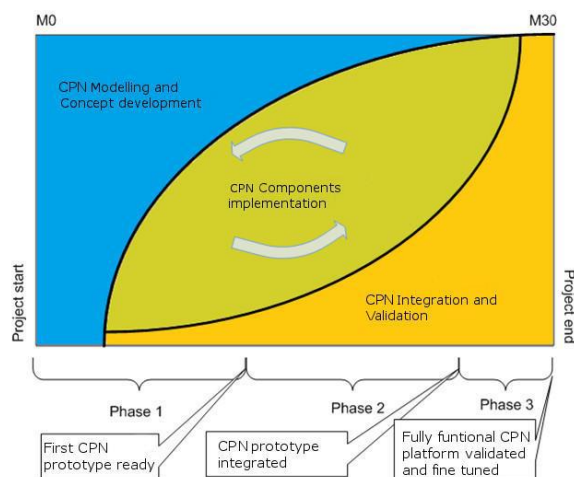 M0
M30
CPN Modelling and
Concept development
CPN Components
implementation
CPN Integration and
Validation
Project start
Project end
Phase 1
Phase 2
Phase 3
First CPN
prototype ready
CPN prototype
integrated
Fully funtional CPN
platform validated
and fine tuned